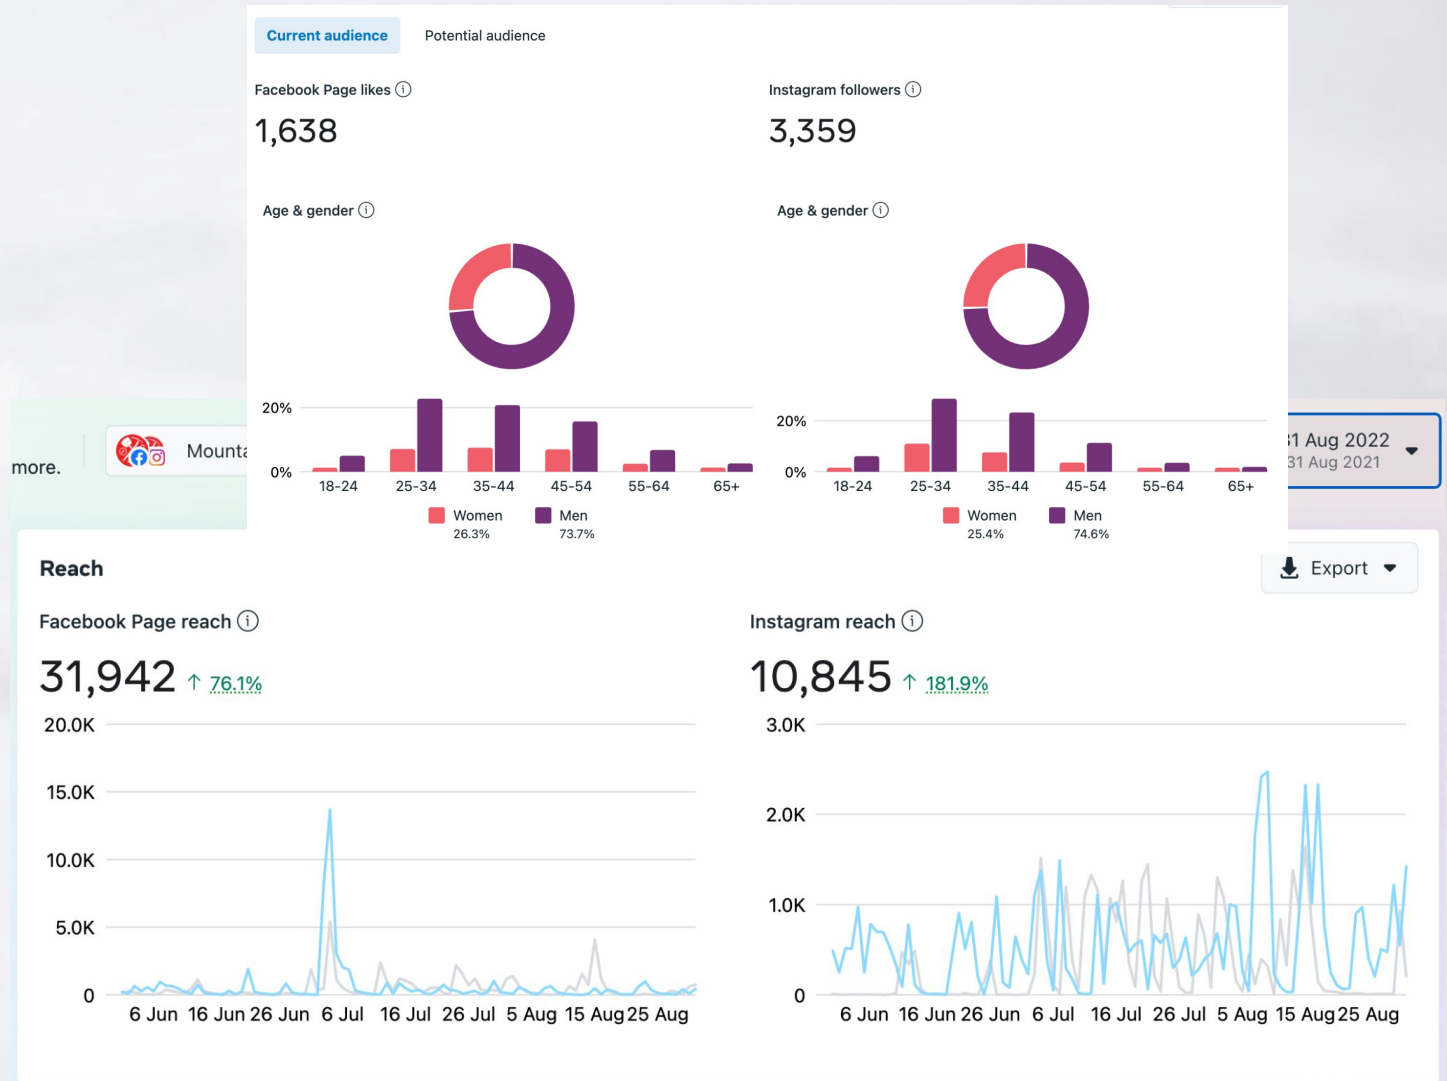 Current audience Potential audience
Facebook Page likes
1,638
Instagram followers
3,359
Age & gender
20%
0%
18-24 25-34 35-44 45-54 55-64 65+
Women Men
26.3% 73.7%
Age & gender
20%
0%
18-24 25-34 35-44 45-54 55-64 65+
Women Men
25.4% 74.6%
more.
Mounta
31 Aug 2022
31 Aug 2021
Reach
Export
Facebook Page reach
31,942 ↑ 76.1%
20.0K
15.0K
10.0K
5.0K
0
6 Jun 16 Jun 26 Jun 6 Jul 16 Jul 26 Jul 5 Aug 15 Aug 25 Aug
Instagram reach
10,845 ↑ 181.9%
3.0K
2.0K
1.0K
0
6 Jun 16 Jun 26 Jun 6 Jul 16 Jul 26 Jul 5 Aug 15 Aug 25 Aug